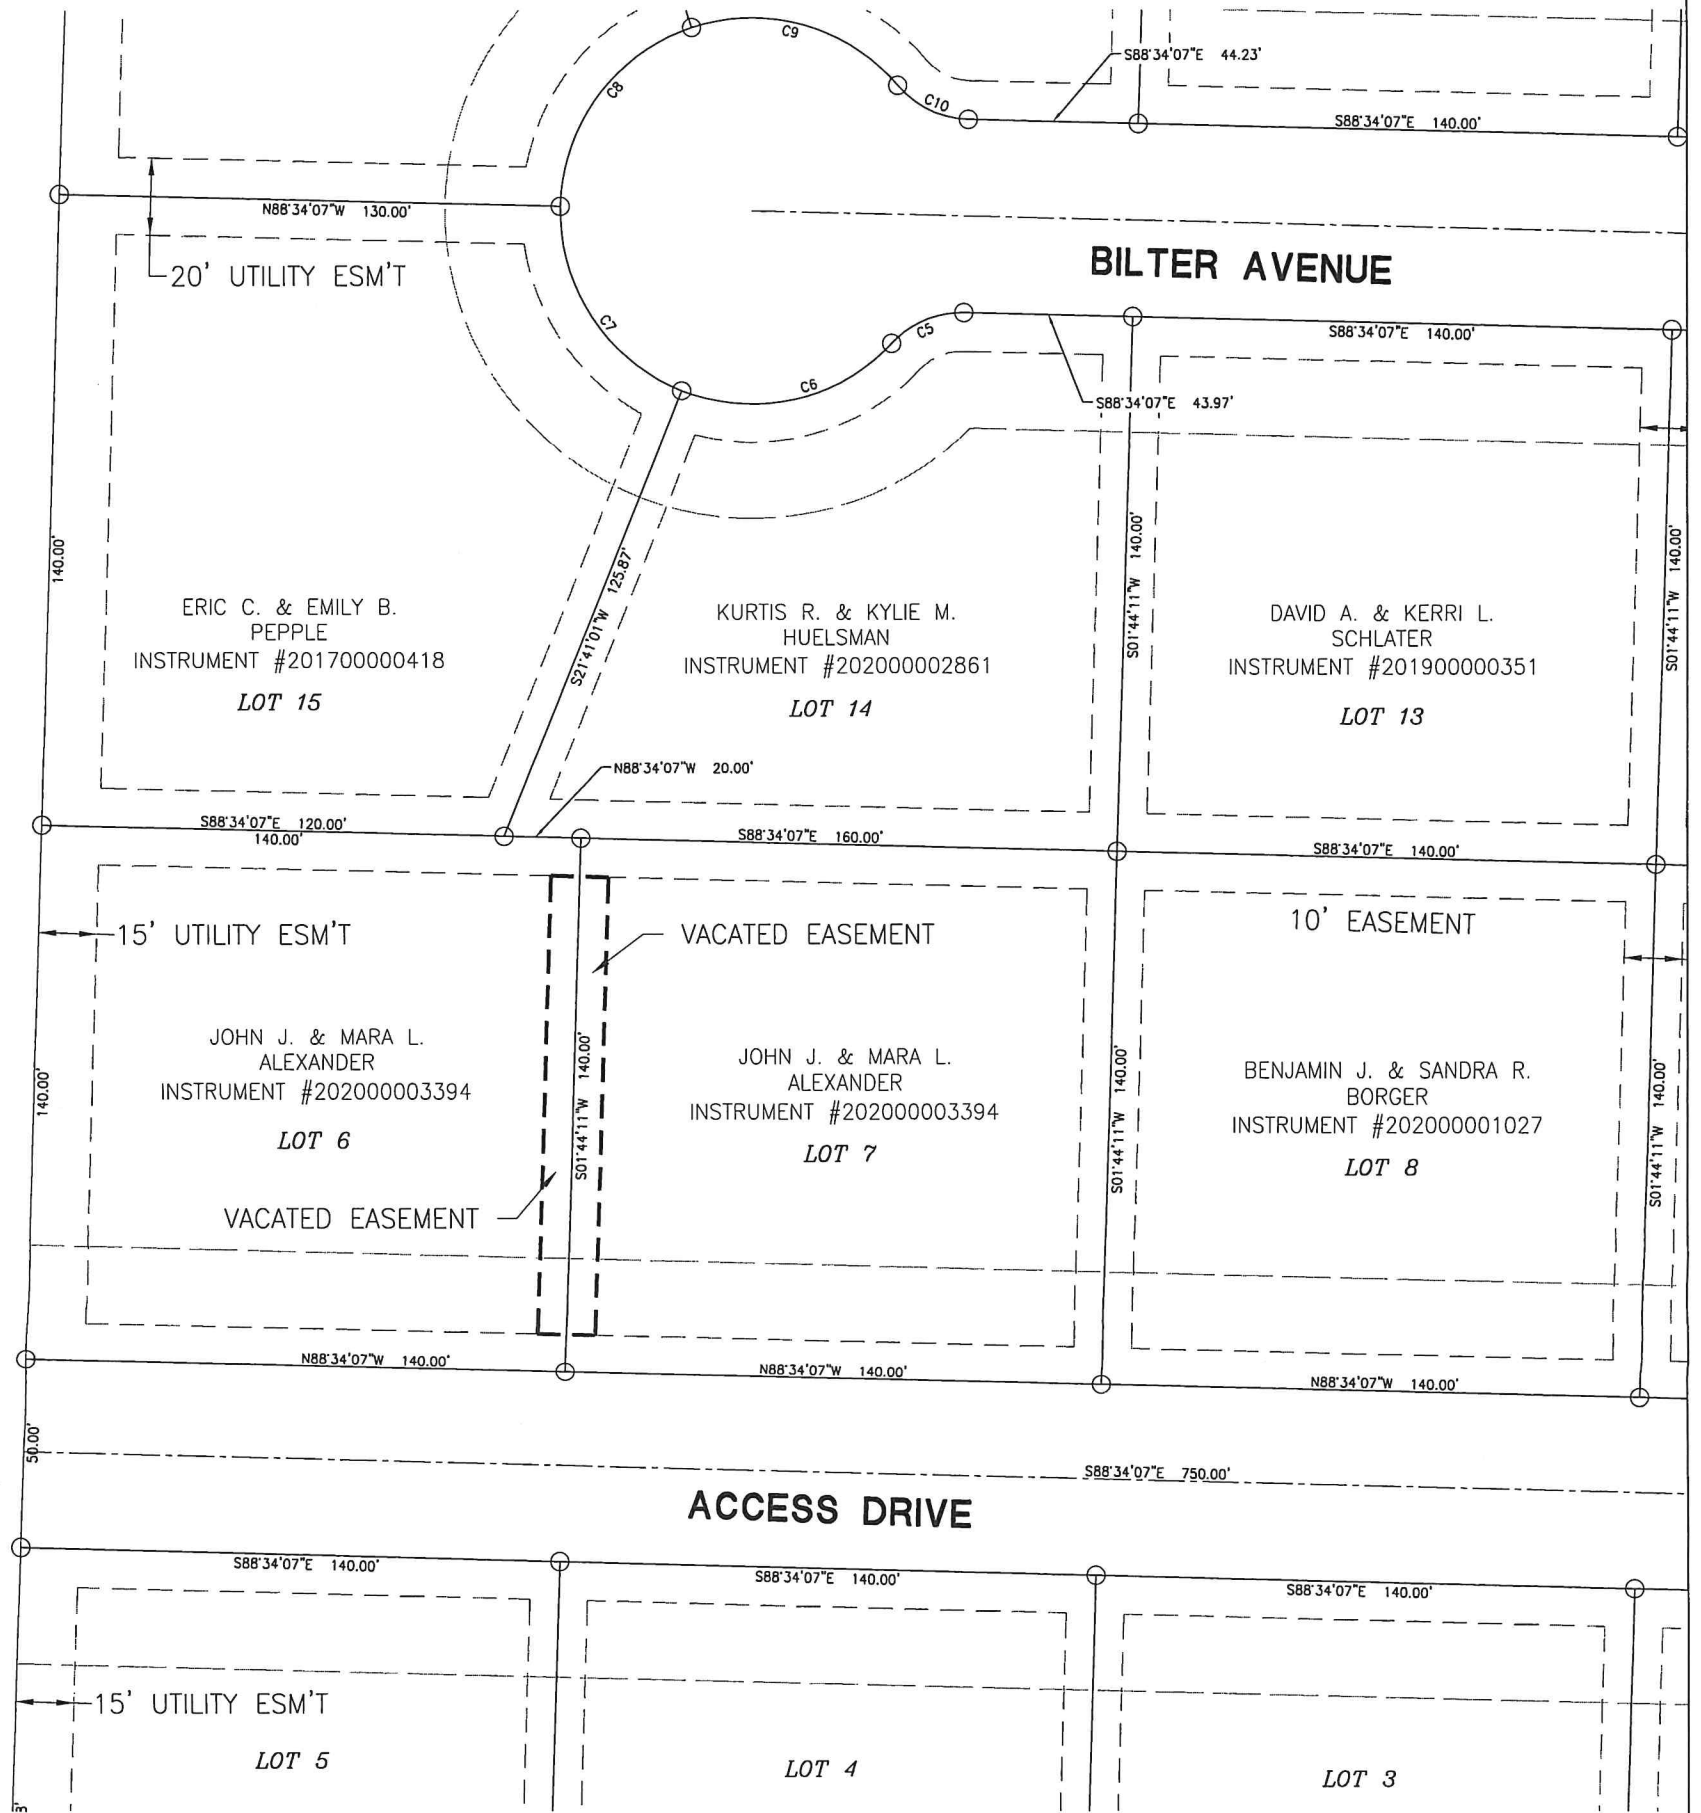 C9
S88°34'07"E 44.23'
C8
C10
S88°34'07"E 140.00'
N88°34'07"W 130.00'
20' UTILITY ESM'T
BILTER AVENUE
C7
C5
S88°34'07"E 140.00'
C6
S88°34'07"E 43.97'
140.00'
S21°41'01"W 125.87'
S01°44'11"W 140.00'
S01°44'11"W 140.00'
ERIC C. & EMILY B.
PEPPLE
INSTRUMENT #201700000418
LOT 15
KURTIS R. & KYLIE M.
HUELSMAN
INSTRUMENT #202000002861
LOT 14
DAVID A. & KERRI L.
SCHLATER
INSTRUMENT #201900000351
LOT 13
N88°34'07"W 20.00'
S88°34'07"E 120.00'
140.00'
S88°34'07"E 160.00'
S88°34'07"E 140.00'
15' UTILITY ESM'T
VACATED EASEMENT
10' EASEMENT
140.00'
JOHN J. & MARA L.
ALEXANDER
INSTRUMENT #202000003394
LOT 6
S01°44'11"W 140.00'
JOHN J. & MARA L.
ALEXANDER
INSTRUMENT #202000003394
LOT 7
S01°44'11"W 140.00'
BENJAMIN J. & SANDRA R.
BORGER
INSTRUMENT #202000001027
LOT 8
S01°44'11"W 140.00'
VACATED EASEMENT
N88°34'07"W 140.00'
N88°34'07"W 140.00'
N88°34'07"W 140.00'
50.00'
S88°34'07"E 750.00'
ACCESS DRIVE
S88°34'07"E 140.00'
S88°34'07"E 140.00'
S88°34'07"E 140.00'
15' UTILITY ESM'T
LOT 5
LOT 4
LOT 3